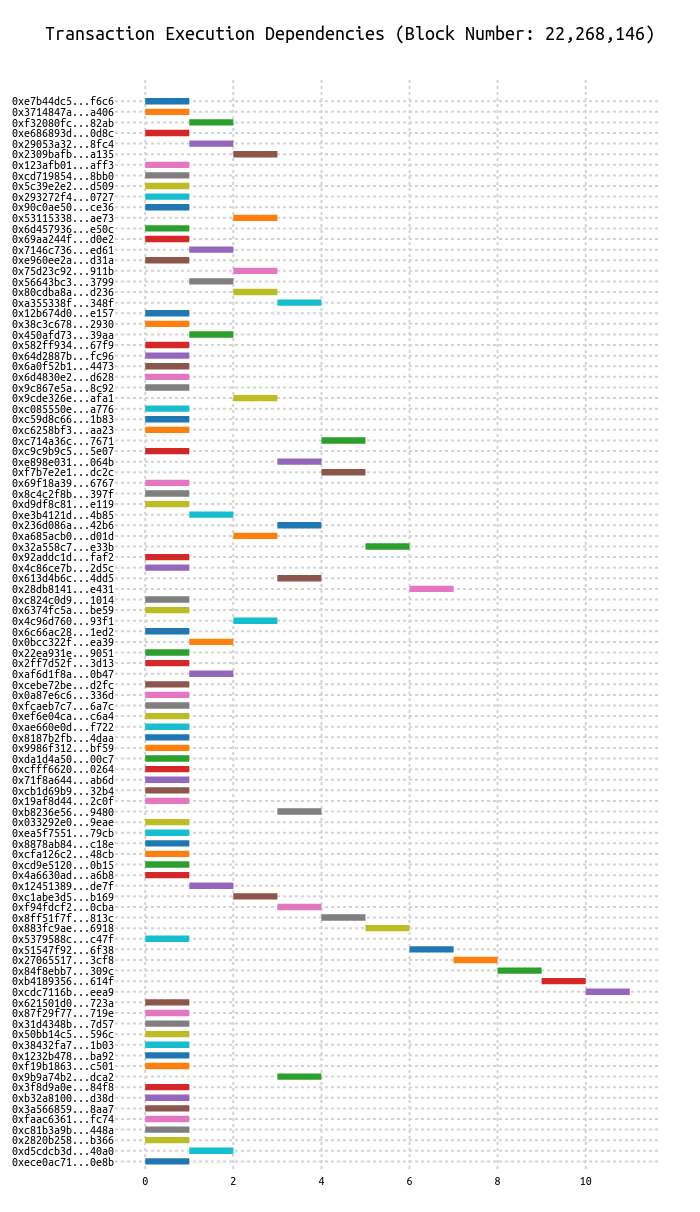 Transaction Execution Dependencies (Block Number: 22,268,146)
0xe7b44dc5...f6c6
0x3714847a...a406
0xf32080fc...82ab
0xe686893d...0d8c
0x29053a32...8fc4
0x2309bafb...a135
0x123afb01...aff3
0xcd719854...8bb0
0x5c39e2e2...d509
0x293272f4...0727
0x90c0ae50...ce36
0x53115338...ae73
0x6d457936...e50c
0x69aa244f...d0e2
0x7146c736...ed61
0xe960ee2a...d31a
0x75d23c92...911b
0x56643bc3...3799
0x80cdba8a...d236
0xa355338f...348f
0x12b674d0...e157
0x38c3c678...2930
0x450afd73...39aa
0x582ff934...67f9
0x64d2887b...fc96
0x6a0f52b1...4473
0x6d4830e2...d628
0x9c867e5a...8c92
0x9cde326e...afa1
0xc085550e...a776
0xc59d8c66...1b83
0xc6258bf3...aa23
0xc714a36c...7671
0xc9c9b9c5...5e07
0xe898e031...064b
0xf7b7e2e1...dc2c
0x69f18a39...6767
0x8c4c2f8b...397f
0xd9df8c81...e119
0xe3b4121d...4b85
0x236d086a...42b6
0xa685acb0...d01d
0x32a558c7...e33b
0x92addc1d...faf2
0x4c86ce7b...2d5c
0x613d4b6c...4dd5
0x28db8141...e431
0xc824c0d9...1014
0x6374fc5a...be59
0x4c96d760...93f1
0x6c66ac28...1ed2
0x0bcc322f...ea39
0x22ea931e...9051
0x2ff7d52f...3d13
0xaf6d1f8a...0b47
0xcebe72be...d2fc
0x0a87e6c6...336d
0xfcaeb7c7...6a7c
0xef6e04ca...c6a4
0xae660e0d...f722
0x8187b2fb...4daa
0x9986f312...bf59
0xda1d4a50...00c7
0xcfff6620...0264
0x71f8a644...ab6d
0xcb1d69b9...32b4
0x19af8d44...2c0f
0xb8236e56...9480
0x033292e0...9eae
0xea5f7551...79cb
0x8878ab84...c18e
0xcfa126c2...48cb
0xcd9e5120...0b15
0x4a6630ad...a6b8
0x12451389...de7f
0xc1abe3d5...b169
0xf94fdcf2...0cba
0x8ff51f7f...813c
0x883fc9ae...6918
0x5379588c...c47f
0x51547f92...6f38
0x27065517...3cf8
0x84f8ebb7...309c
0xb4189356...614f
0xcdc7116b...eea9
0x621501d0...723a
0x87f29f77...719e
0x31d4348b...7d57
0x50bb14c5...596c
0x38432fa7...1b03
0x1232b478...ba92
0xf19b1863...c501
0x9b9a74b2...dca2
0x3f8d9a0e...84f8
0xb32a8100...d38d
0x3a566859...8aa7
0xfaac6361...fc74
0xc81b3a9b...448a
0x2820b258...b366
0xd5cdcb3d...40a0
0xece0ac71...0e8b
0 2 4 6 8 10